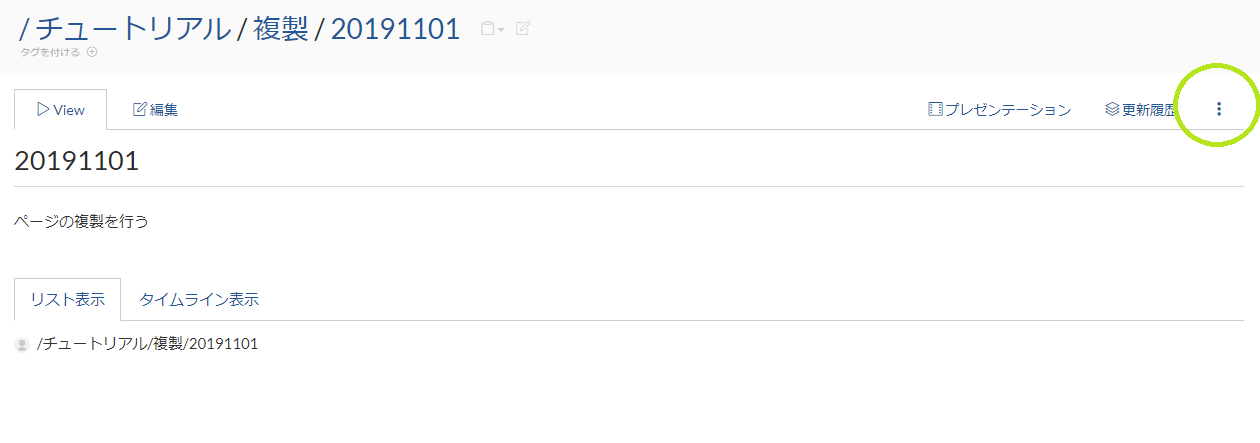 / チュートリアル / 複製 / 20191101
タグを付ける
View 編集 プレゼンテーション 更新履歴
20191101
ページの複製を行う
リスト表示 タイムライン表示
/チュートリアル/複製/20191101